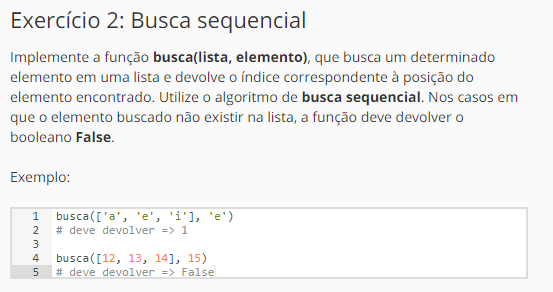 Exercício 2: Busca sequencial
Implemente a função busca(lista, elemento), que busca um determinado
elemento em uma lista e devolve o índice correspondente à posição do
elemento encontrado. Utilize o algoritmo de busca sequencial. Nos casos em
que o elemento buscado não existir na lista, a função deve devolver o
booleano False.
Exemplo:
1 busca(['a', 'e', 'i'], 'e')
2 # deve devolver => 1
3
4 busca([12, 13, 14], 15)
5 # deve devolver => False